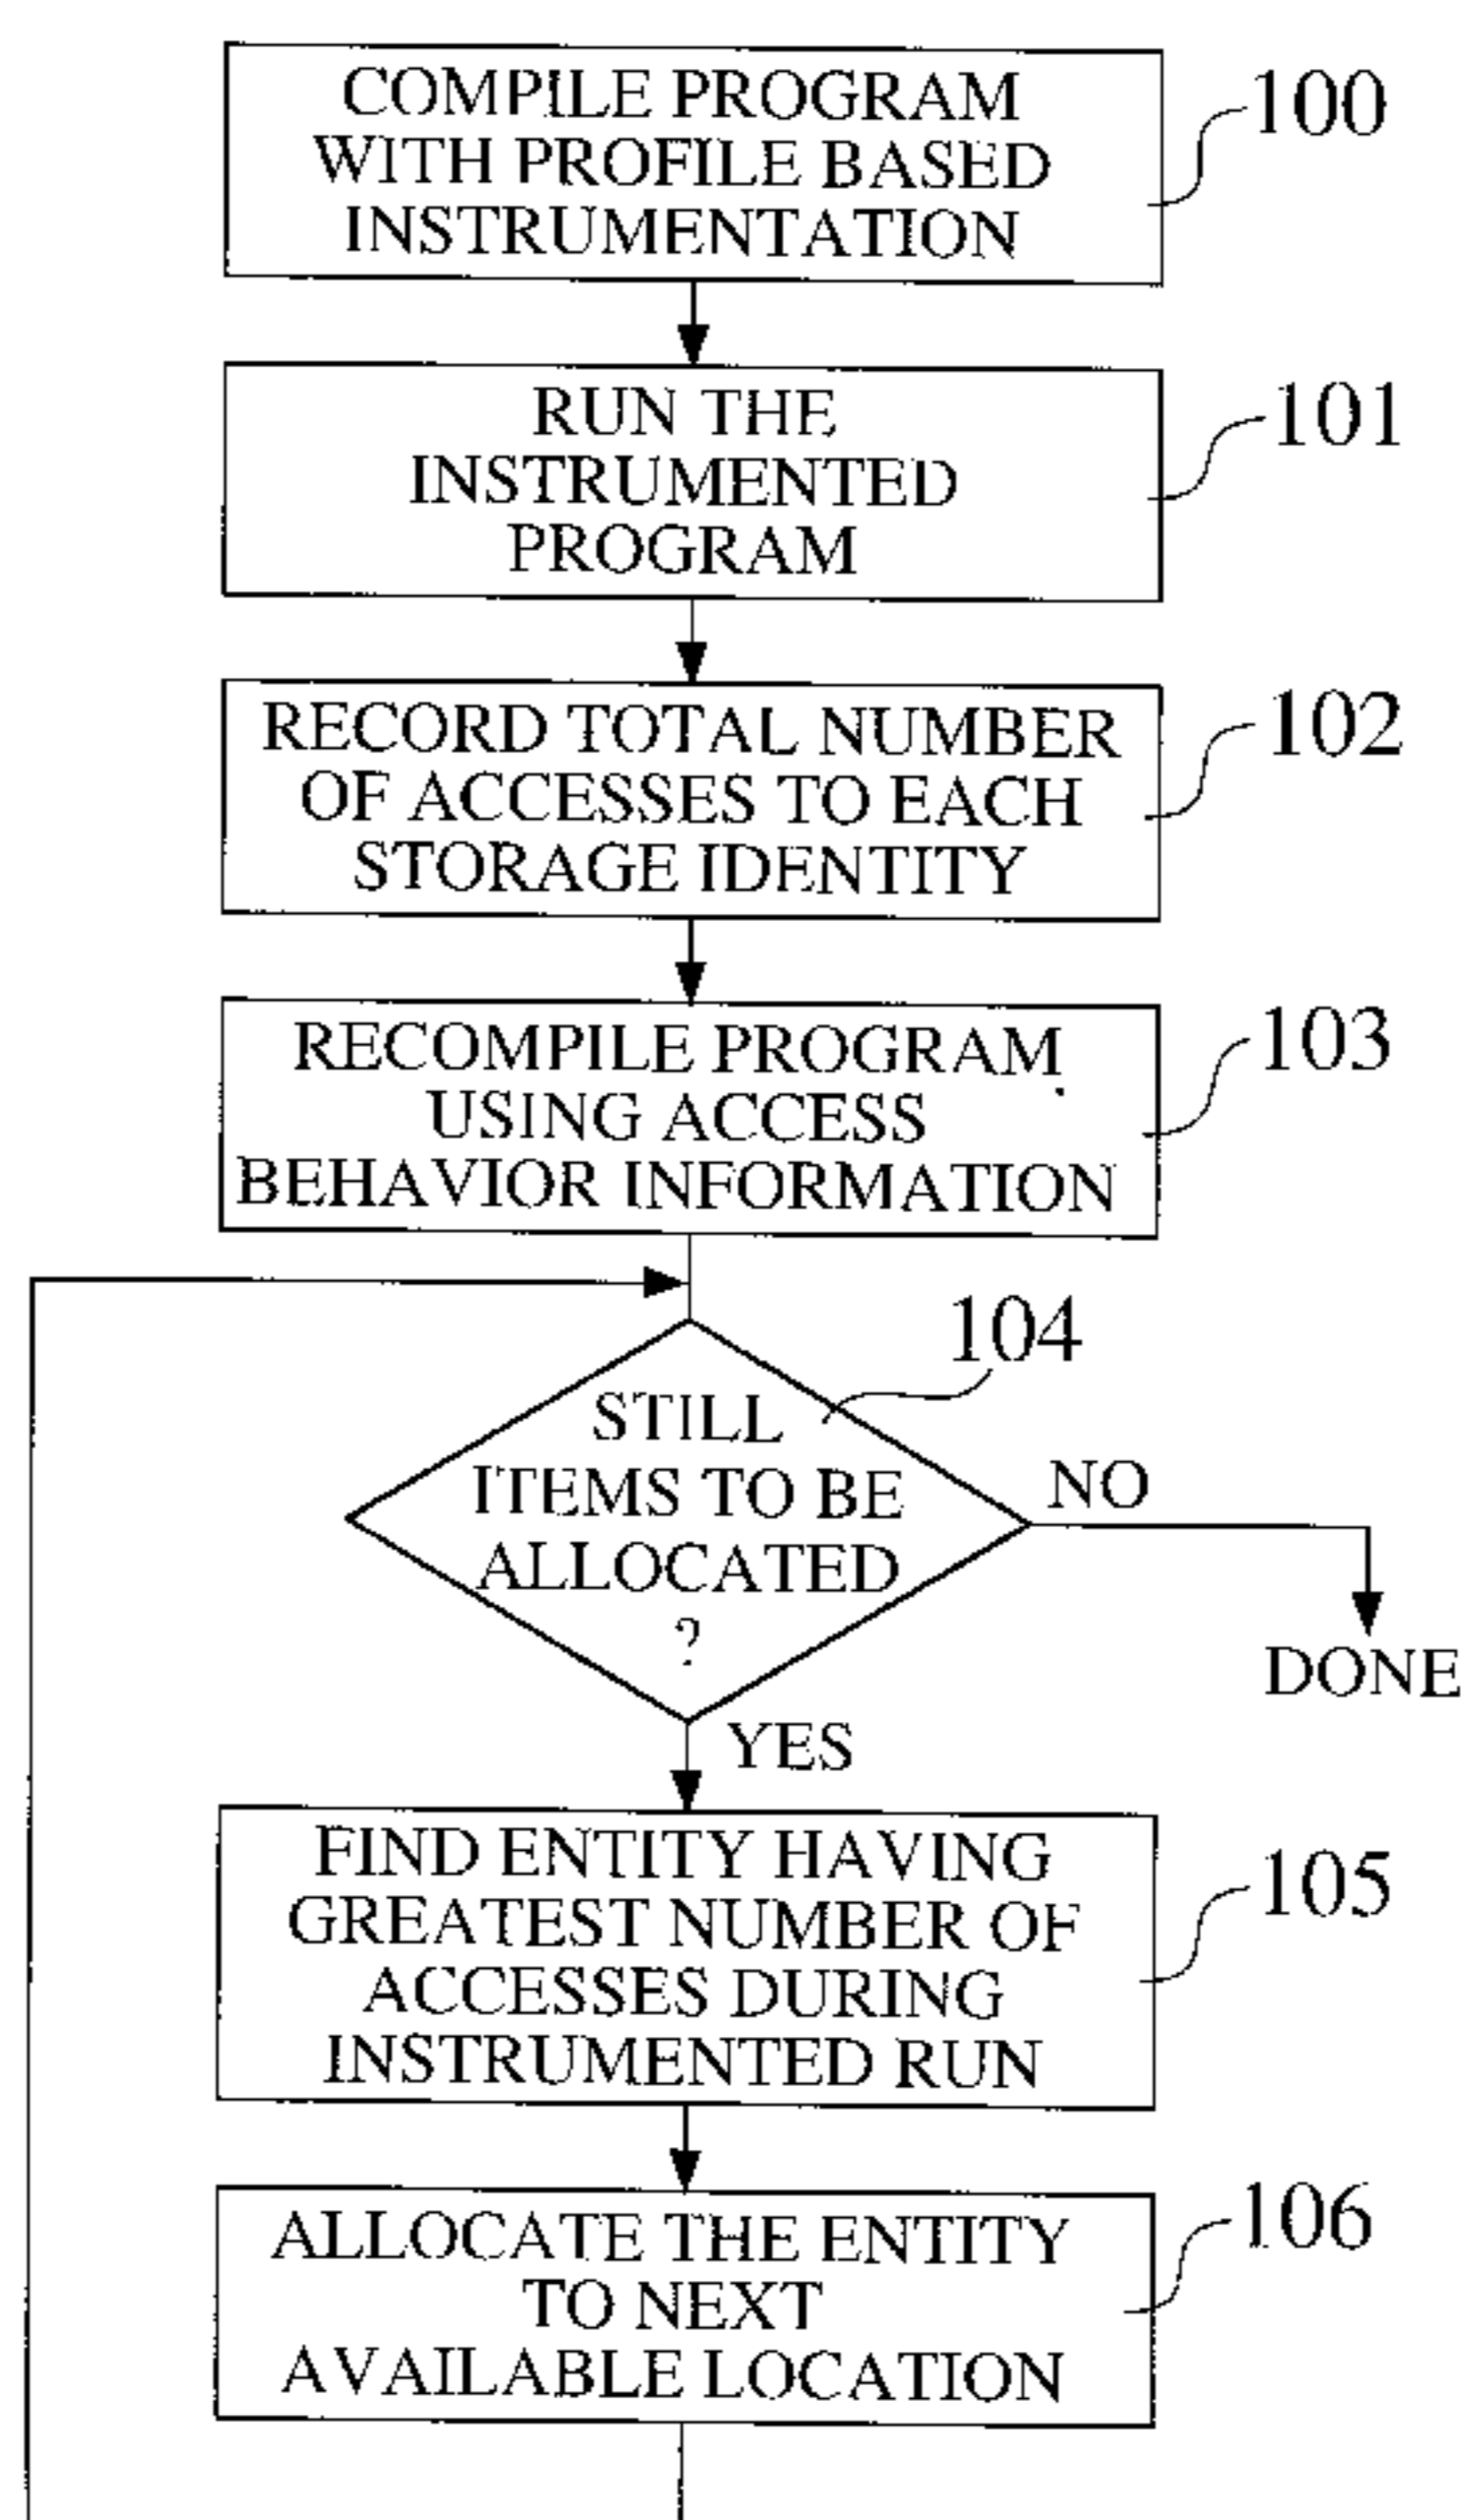 COMPILE PROGRAM
WITH PROFILE BASED
INSTRUMENTATION
100
RUN THE
INSTRUMENTED
PROGRAM
101
RECORD TOTAL NUMBER
OF ACCESSES TO EACH
STORAGE IDENTITY
102
RECOMPILE PROGRAM
USING ACCESS
BEHAVIOR INFORMATION
103
104
STILL
ITEMS TO BE
ALLOCATED
?
NO
DONE
YES
FIND ENTITY HAVING
GREATEST NUMBER OF
ACCESSES DURING
INSTRUMENTED RUN
105
ALLOCATE THE ENTITY
TO NEXT
AVAILABLE LOCATION
106